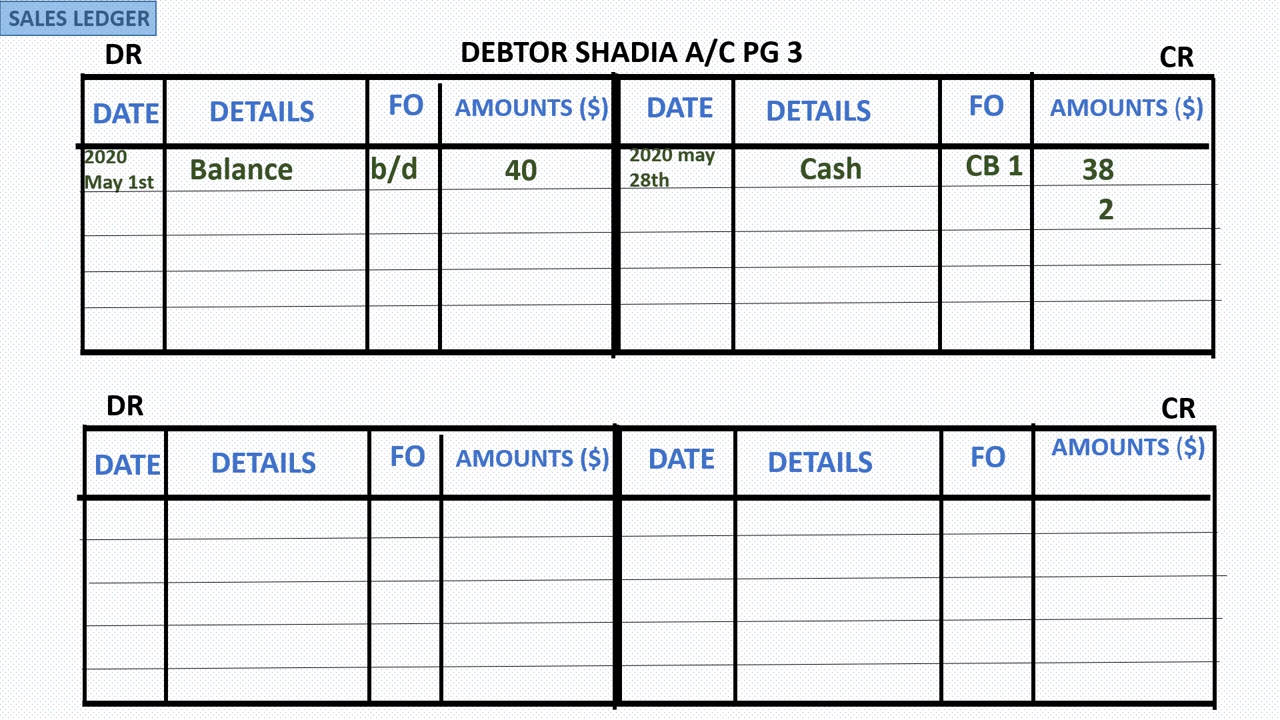 SALES LEDGER
DR DEBTOR SHADIA A/C PG 3 CR
DATE DETAILS FO AMOUNTS ($) DATE DETAILS FO AMOUNTS ($)
2020 May 1st Balance b/d 40 2020 may 28th Cash CB 1 38
2
DR CR
DATE DETAILS FO AMOUNTS ($) DATE DETAILS FO AMOUNTS ($)